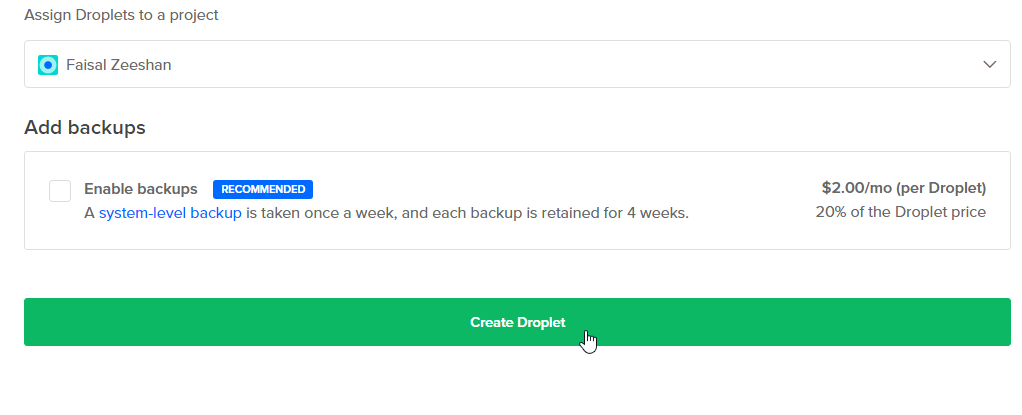 Assign Droplets to a project
Faisal Zeeshan
Add backups
Enable backups RECOMMENDED
$2.00/mo (per Droplet)
A system-level backup is taken once a week, and each backup is retained for 4 weeks.
20% of the Droplet price
Create Droplet